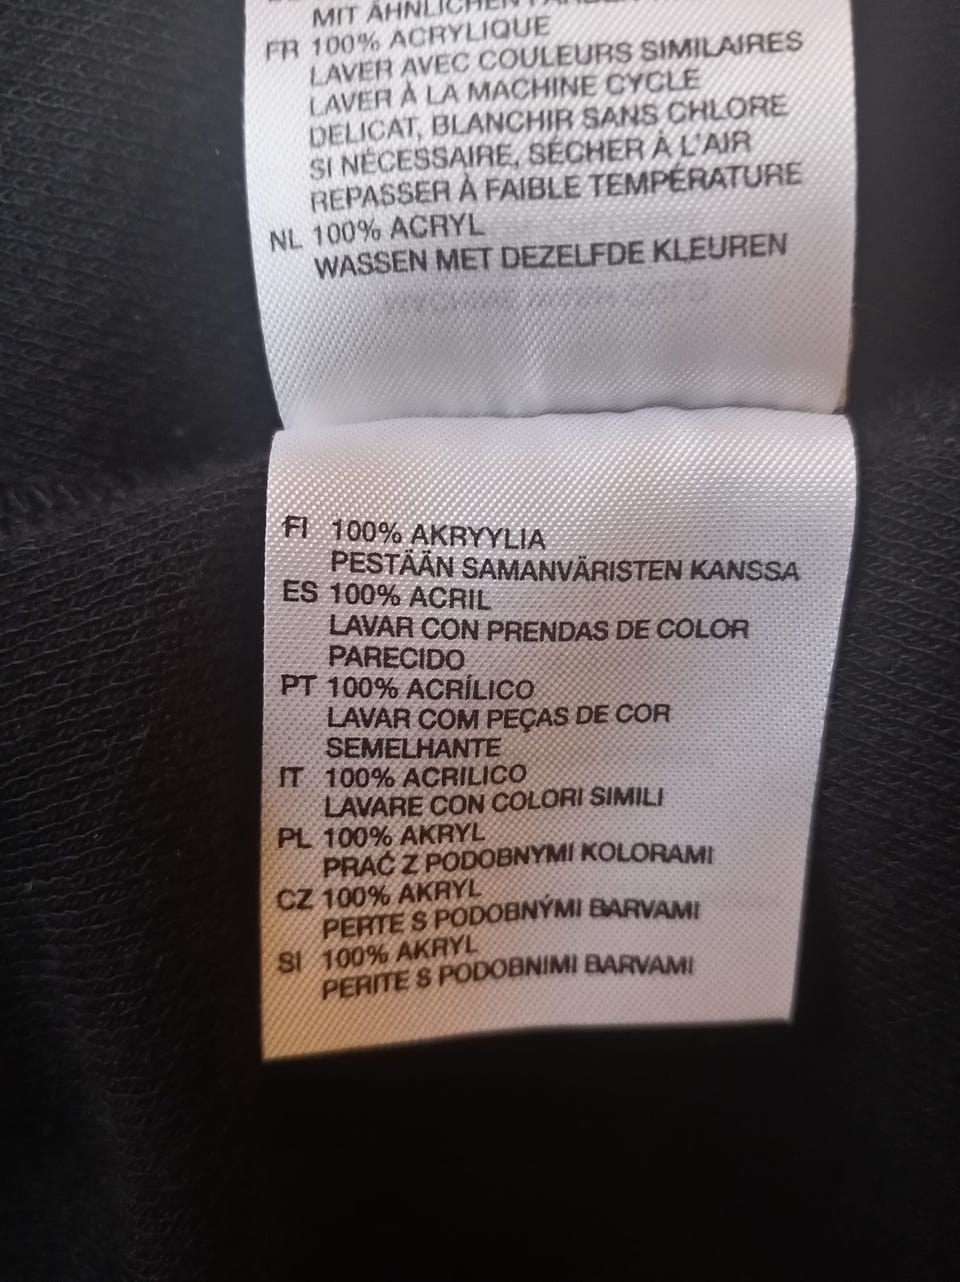 MIT ÄHNLICHEN FARBEN
FR 100% ACRYLIQUE
LAVER AVEC COULEURS SIMILAIRES
LAVER À LA MACHINE CYCLE
DELICAT, BLANCHIR SANS CHLORE
SI NÉCESSAIRE, SÉCHER À L'AIR
REPASSER À FAIBLE TEMPÉRATURE
NL 100% ACRYL
WASSEN MET DEZELFDE KLEUREN
FI 100% AKRYYLIA
PESTÄÄN SAMANVÄRISTEN KANSSA
ES 100% ACRIL
LAVAR CON PRENDAS DE COLOR
PARECIDO
PT 100% ACRÍLICO
LAVAR COM PEÇAS DE COR
SEMELHANTE
IT 100% ACRILICO
LAVARE CON COLORI SIMILI
PL 100% AKRYL
PRAĆ Z PODOBNYMI KOLORAMI
CZ 100% AKRYL
PERTE S PODOBNÝMI BARVAMI
SI 100% AKRYL
PERITE S PODOBNIMI BARVAMI